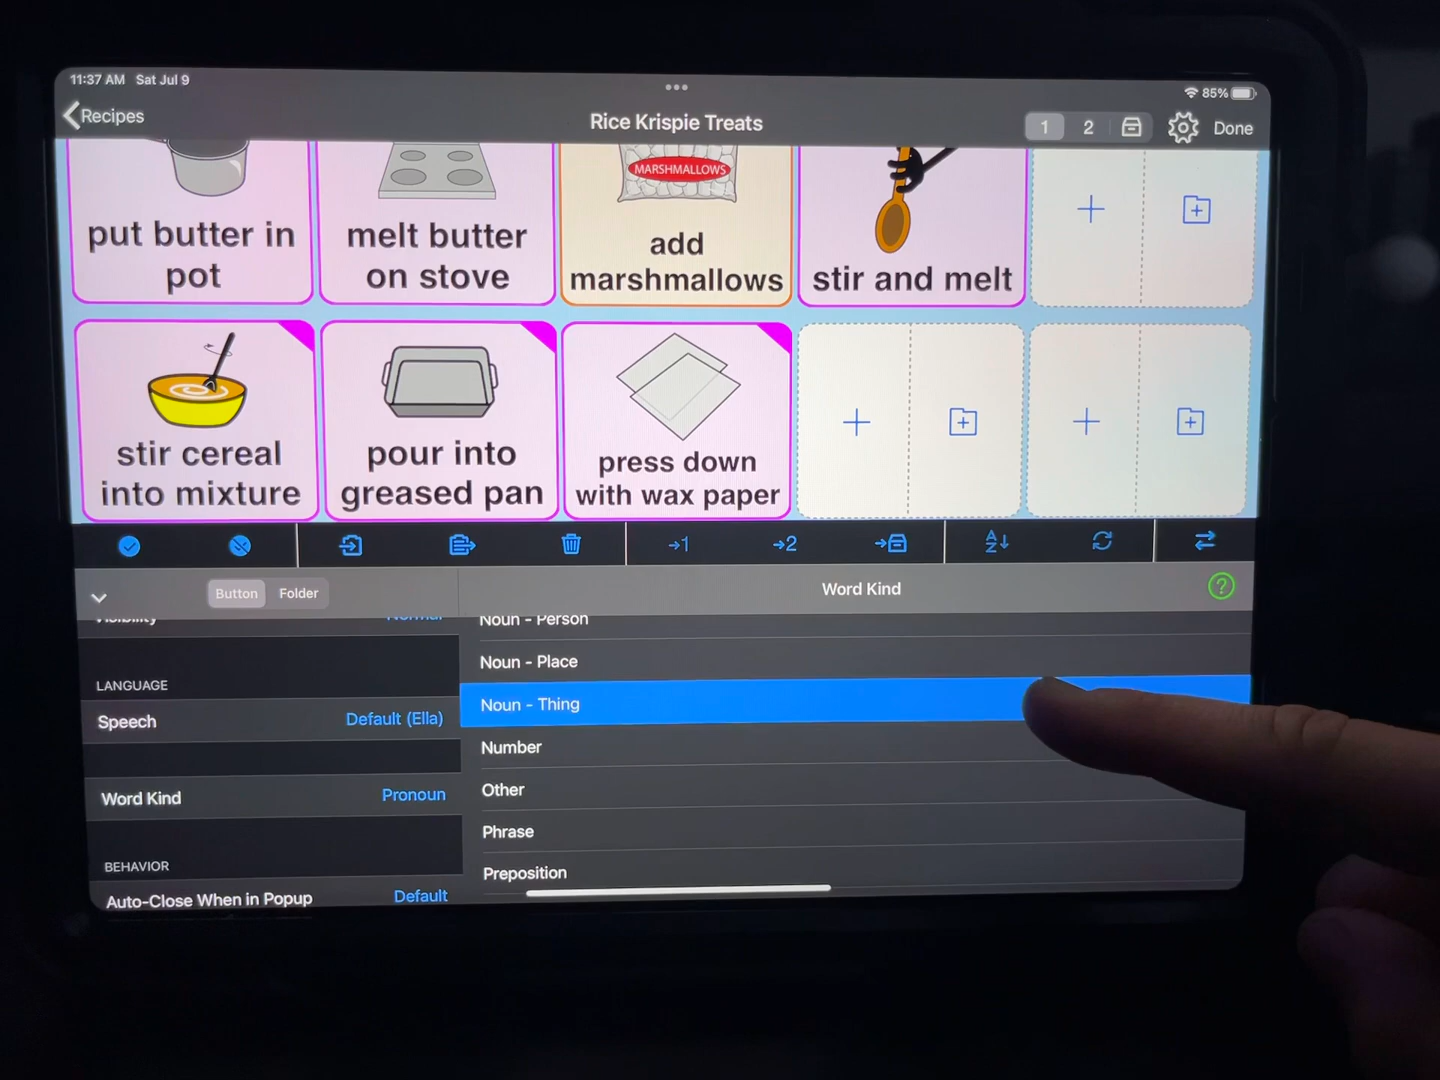 11:37 AM Sat Jul 9
85%
Recipes
Rice Krispie Treats
1 2
Done
MARSHMALLOWS
put butter in
pot
melt butter
on stove
add
marshmallows
stir and melt
stir cereal
into mixture
pour into
greased pan
press down
with wax paper
→1
→2
A
Z
Button
Folder
Word Kind
?
Visibility
Normal
LANGUAGE
Speech
Default (Ella)
Word Kind
Pronoun
BEHAVIOR
Auto-Close When in Popup
Default
Noun - Person
Noun - Place
Noun - Thing
Number
Other
Phrase
Preposition